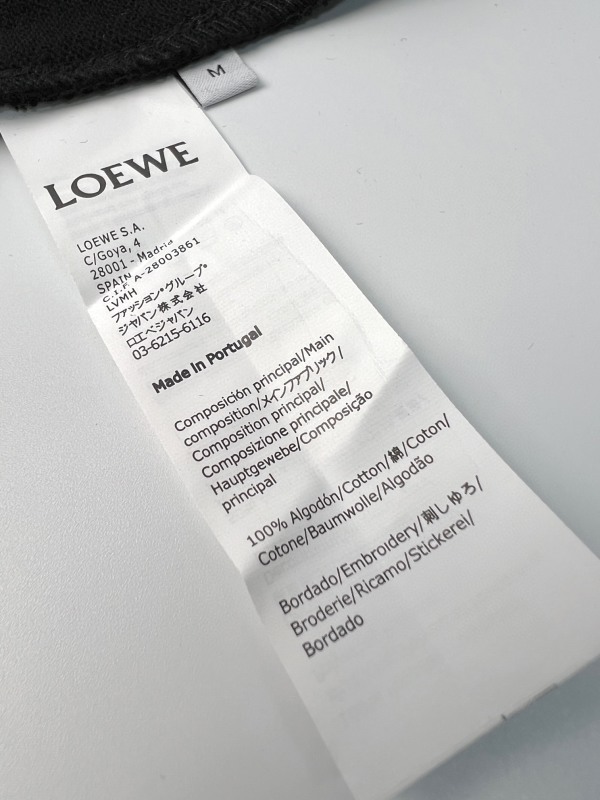 M
LOEWE
LOEWE S.A.
C/Goya, 4
28001 - Madrid
SPAIN
C.I.F. A-28003861
LVMH
ファッション・グループ・
ジャパン株式会社
ロエベジャパン
03-6215-6116
Made in Portugal
Composición principal/Main
composition/メインファブリック/
Composition principal/
Composizione principale/
Hauptgewebe/Composição
principal
100% Algodón/Cotton/綿/Coton/
Cotone/Baumwolle/Algodão
Bordado/Embroidery/刺しゅう/
Broderie/Ricamo/Stickerei/
Bordado